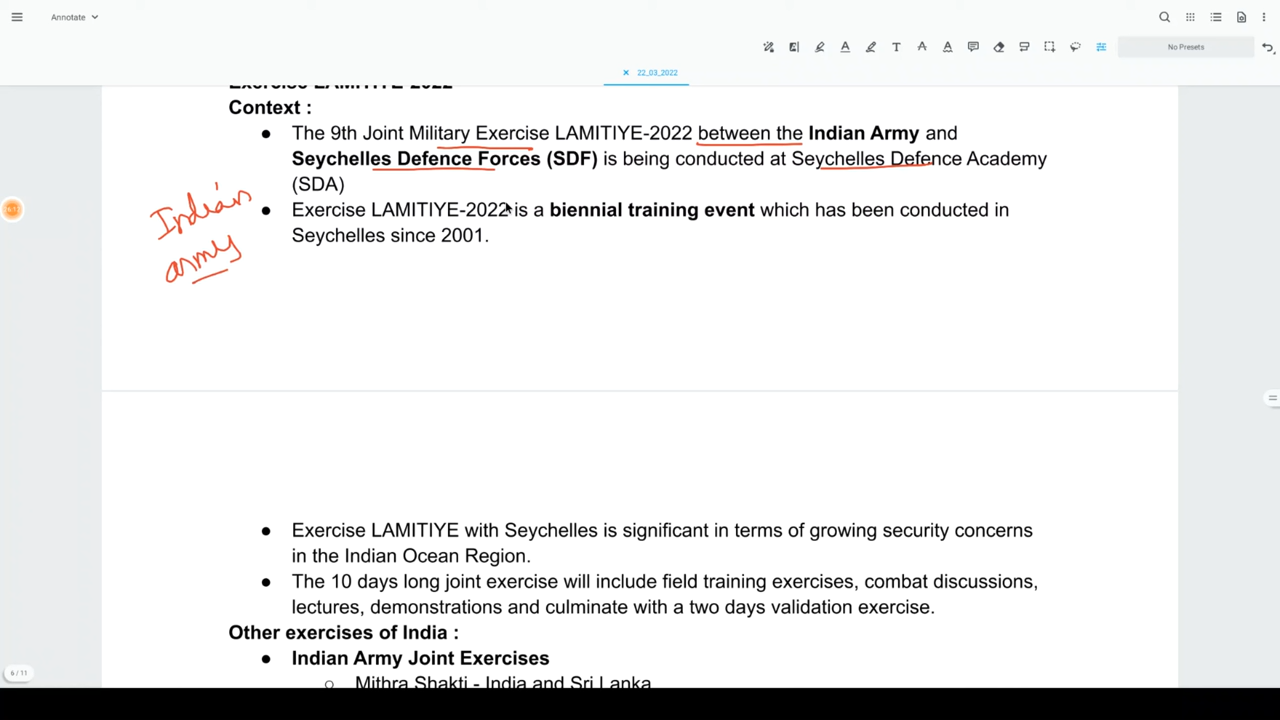 Annotate
No Presets
22_03_2022
Exercise LAMITIYE-2022
Context :
● The 9th Joint Military Exercise LAMITIYE-2022 between the Indian Army and
Seychelles Defence Forces (SDF) is being conducted at Seychelles Defence Academy
(SDA)
● Exercise LAMITIYE-2022 is a biennial training event which has been conducted in
Seychelles since 2001.
Indian
army
● Exercise LAMITIYE with Seychelles is significant in terms of growing security concerns
in the Indian Ocean Region.
● The 10 days long joint exercise will include field training exercises, combat discussions,
lectures, demonstrations and culminate with a two days validation exercise.
Other exercises of India :
● Indian Army Joint Exercises
○ Mithra Shakti - India and Sri Lanka
6 / 11